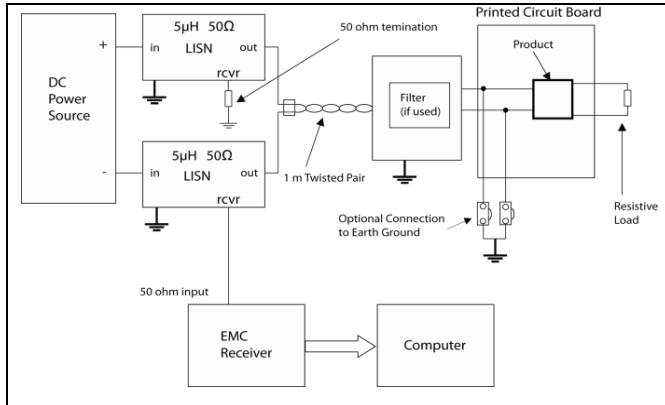 Printed Circuit Board
50 ohm temination
5µH 50Ω
in LISN out
rcvr
+
DC
Power
Source
-
Product
Filter
(if used)
5µH 50Ω
in LISN out
rcvr
1 m Twisted Pair
Optional Connection
to Earth Ground
Resistive
Load
50 ohm input
EMC
Receiver
Computer